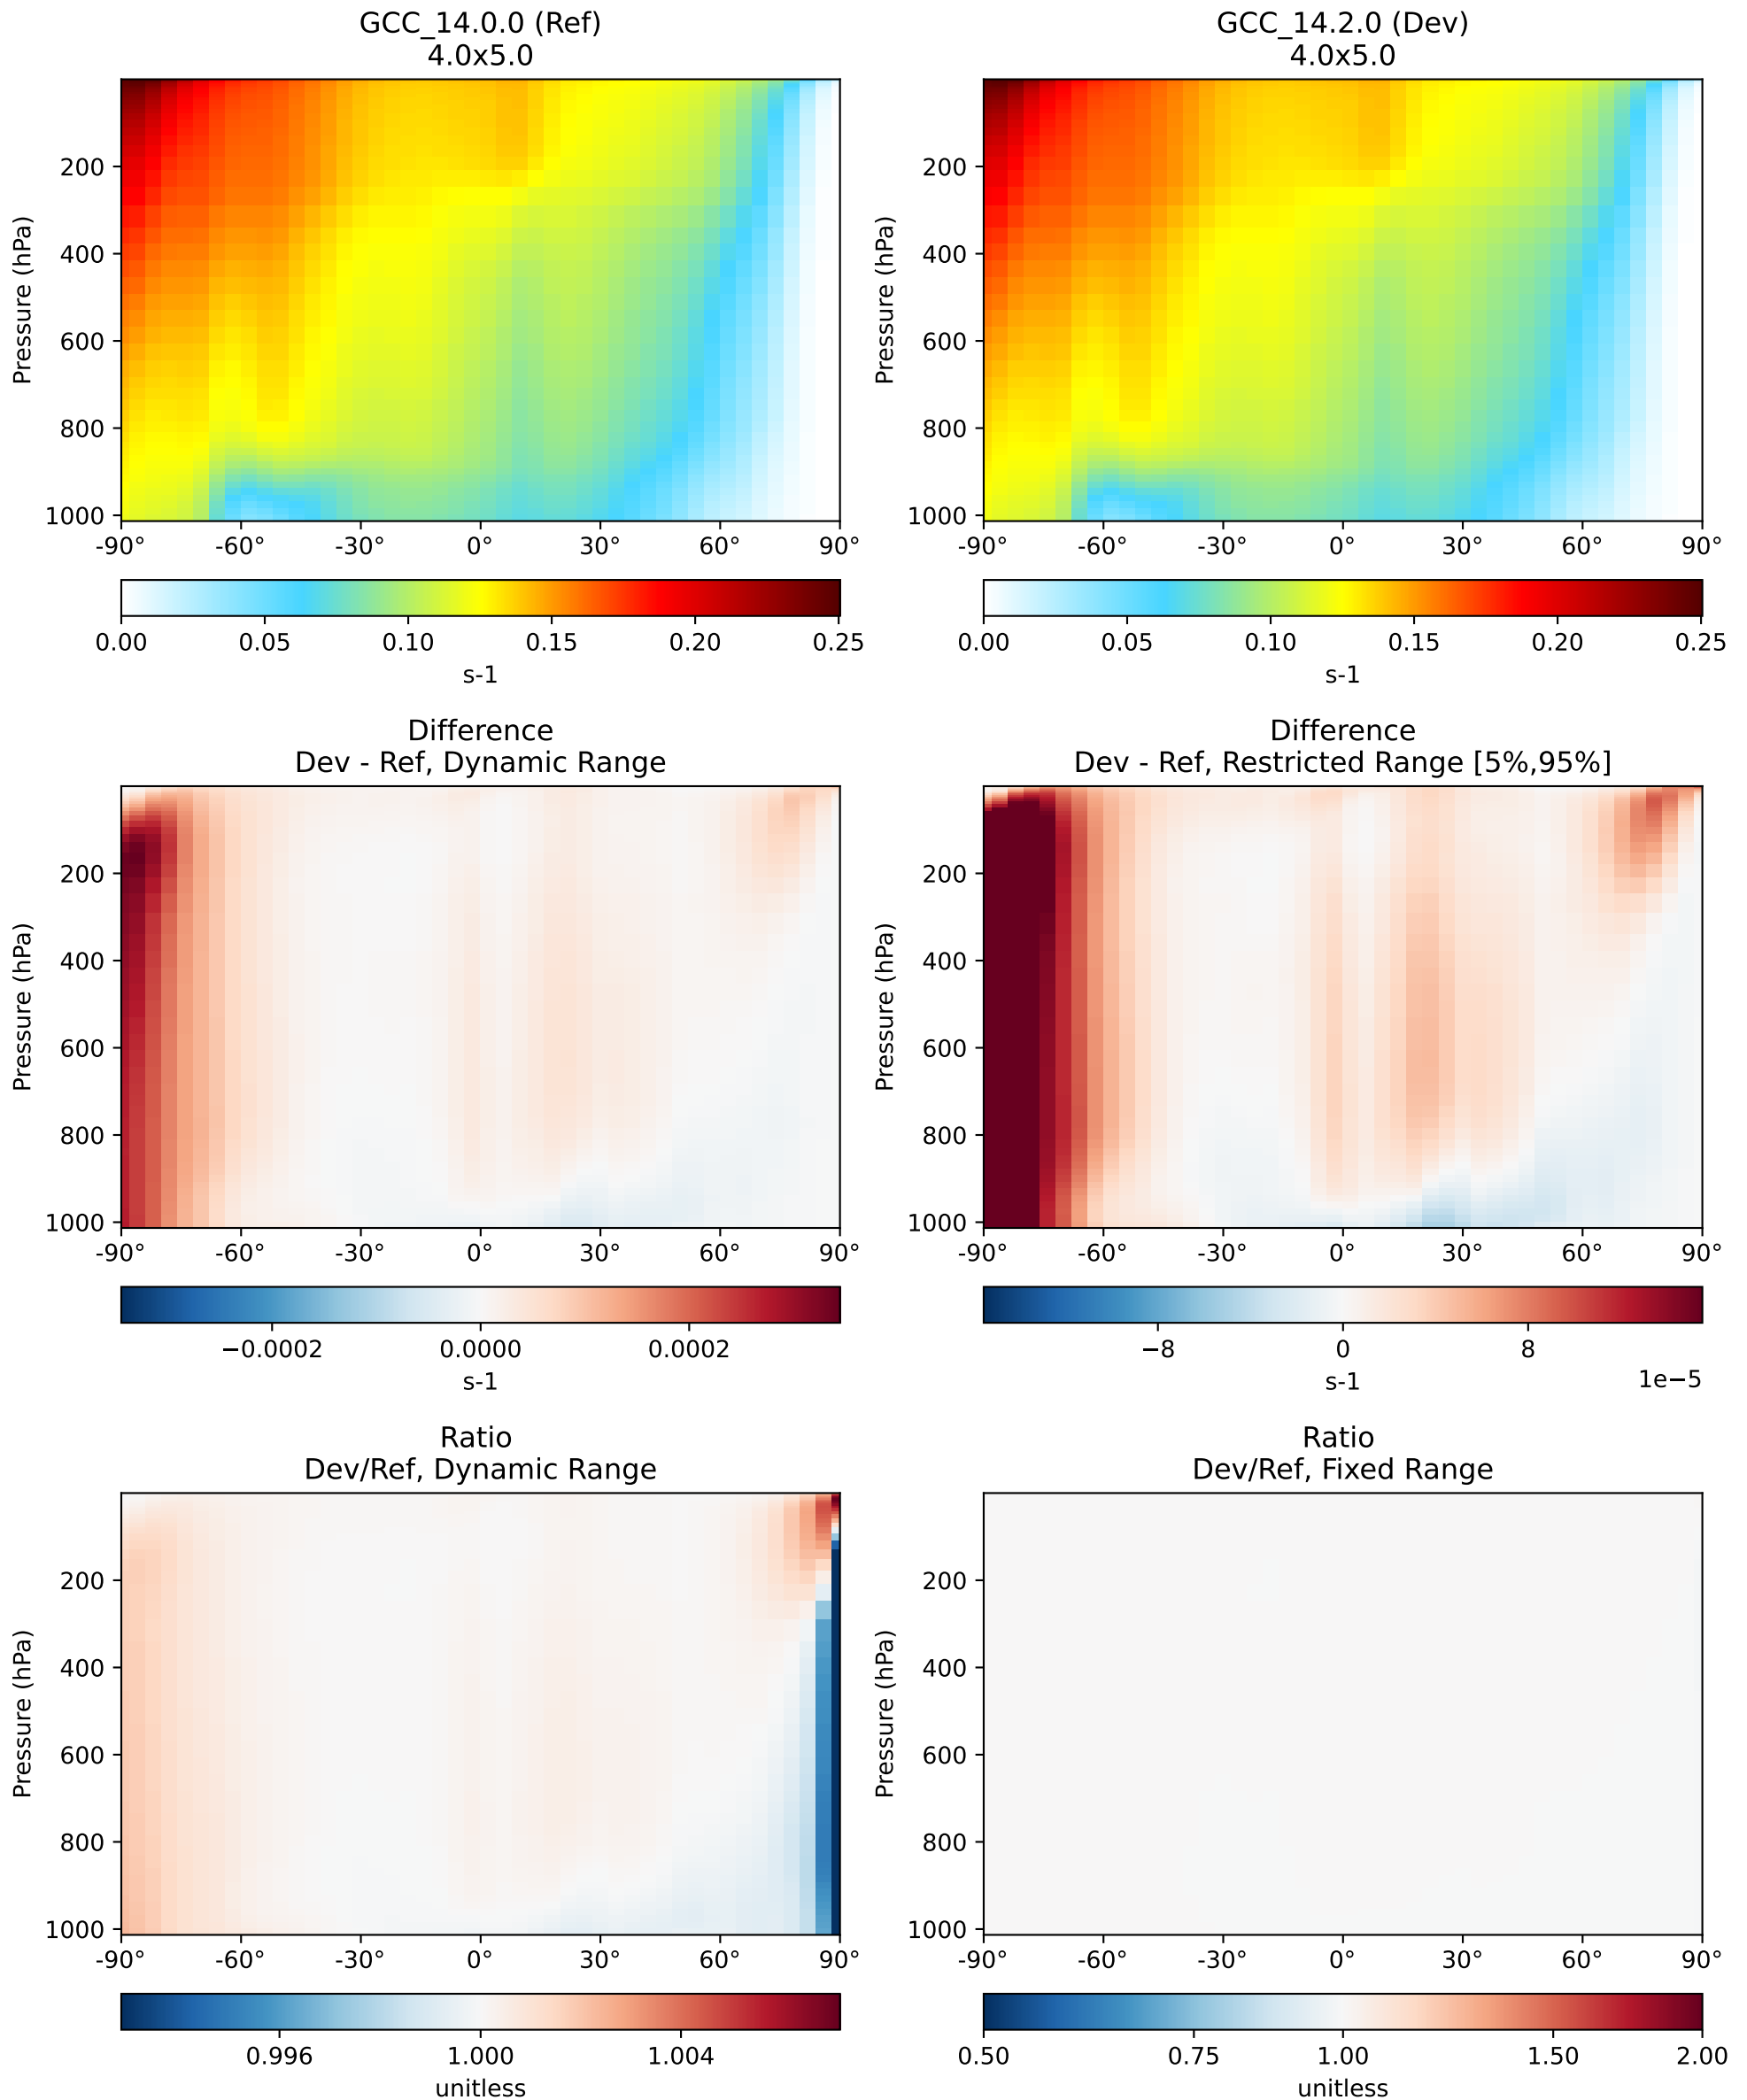 GCC_14.0.0 (Ref)
4.0x5.0
Pressure (hPa)
200
400
600
800
1000
-90° -60° -30° 0° 30° 60° 90°
0.00 0.05 0.10 0.15 0.20 0.25
s-1
GCC_14.2.0 (Dev)
4.0x5.0
Pressure (hPa)
200
400
600
800
1000
-90° -60° -30° 0° 30° 60° 90°
0.00 0.05 0.10 0.15 0.20 0.25
s-1
Difference
Dev - Ref, Dynamic Range
Pressure (hPa)
200
400
600
800
1000
-90° -60° -30° 0° 30° 60° 90°
−0.0002 0.0000 0.0002
s-1
Difference
Dev - Ref, Restricted Range [5%,95%]
Pressure (hPa)
200
400
600
800
1000
-90° -60° -30° 0° 30° 60° 90°
−8 0 8
s-1 1e−5
Ratio
Dev/Ref, Dynamic Range
Pressure (hPa)
200
400
600
800
1000
-90° -60° -30° 0° 30° 60° 90°
0.996 1.000 1.004
unitless
Ratio
Dev/Ref, Fixed Range
Pressure (hPa)
200
400
600
800
1000
-90° -60° -30° 0° 30° 60° 90°
0.50 0.75 1.00 1.50 2.00
unitless